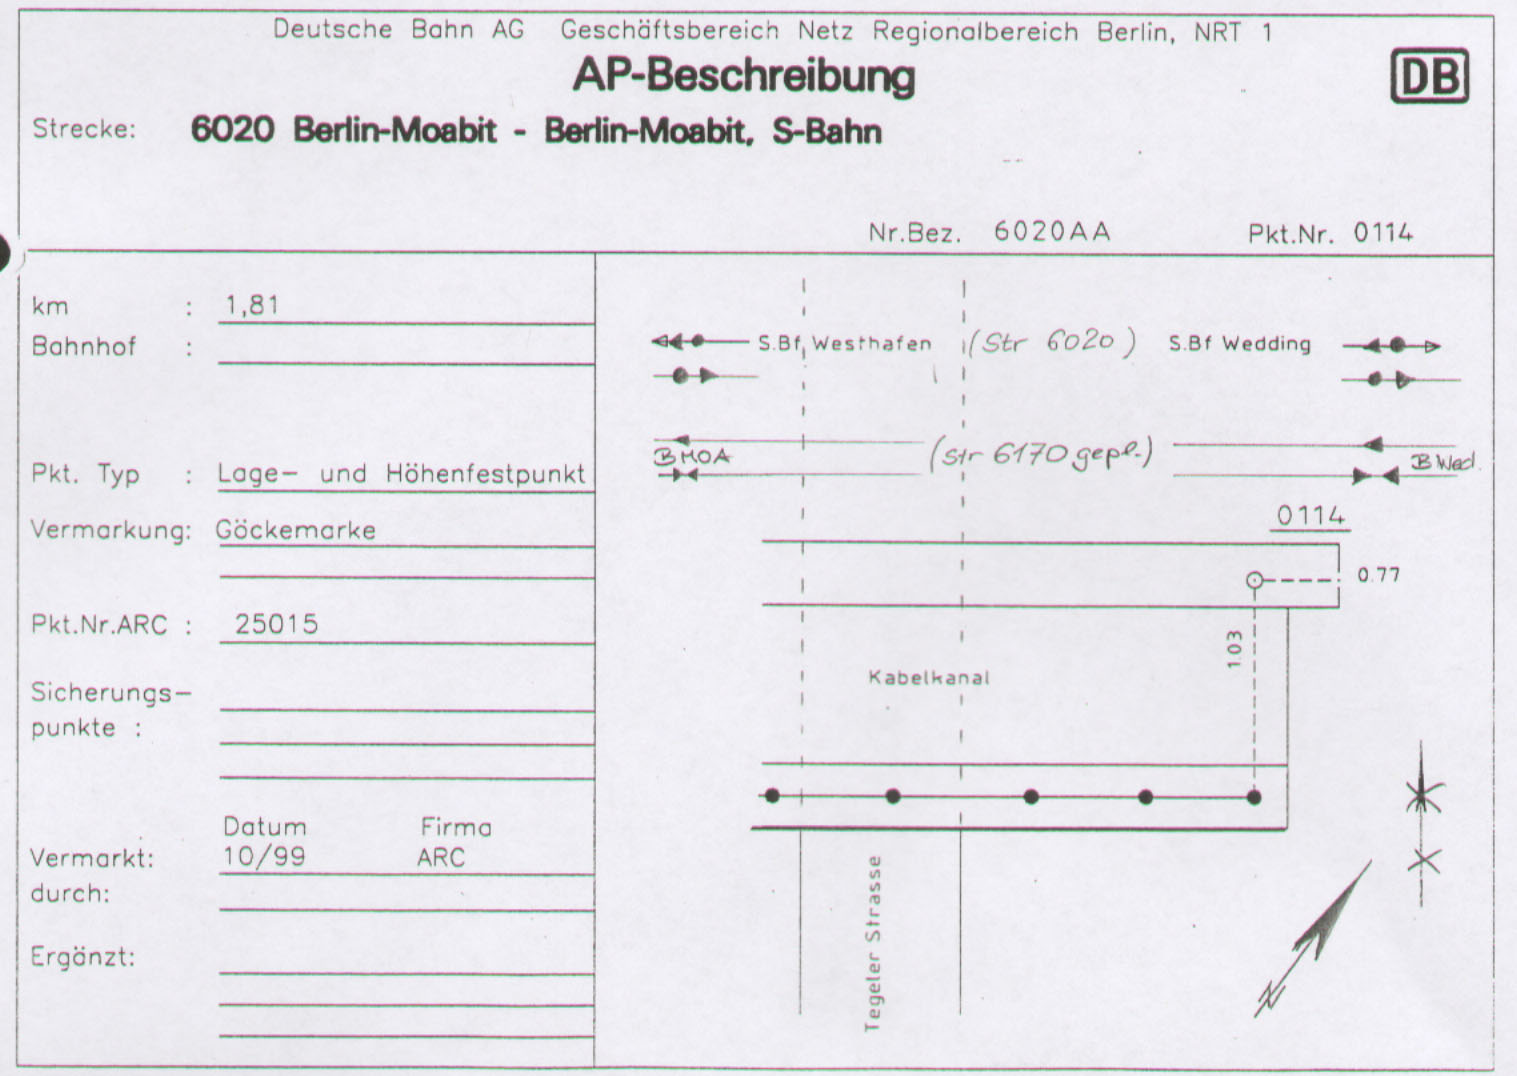 Deutsche Bahn AG Geschäftsbereich Netz Regionalbereich Berlin, NRT 1
AP-Beschreibung
DB
Strecke: 6020 Berlin-Moabit - Berlin-Moabit, S-Bahn
Nr.Bez. 6020AA Pkt.Nr. 0114
km : 1,81
Bahnhof :
Pkt. Typ : Lage- und Höhenfestpunkt
Vermarkung: Göckemarke
Pkt.Nr.ARC : 25015
Sicherungs-
punkte :
Datum Firma
Vermarkt: 10/99 ARC
durch:
Ergänzt:
S.Bf Westhafen (Str 6020) S.Bf Wedding
BMOA (Str 6170 gepl.) B Wed.
0114
0.77
1.03
Kabelkanal
Tegeler Strasse